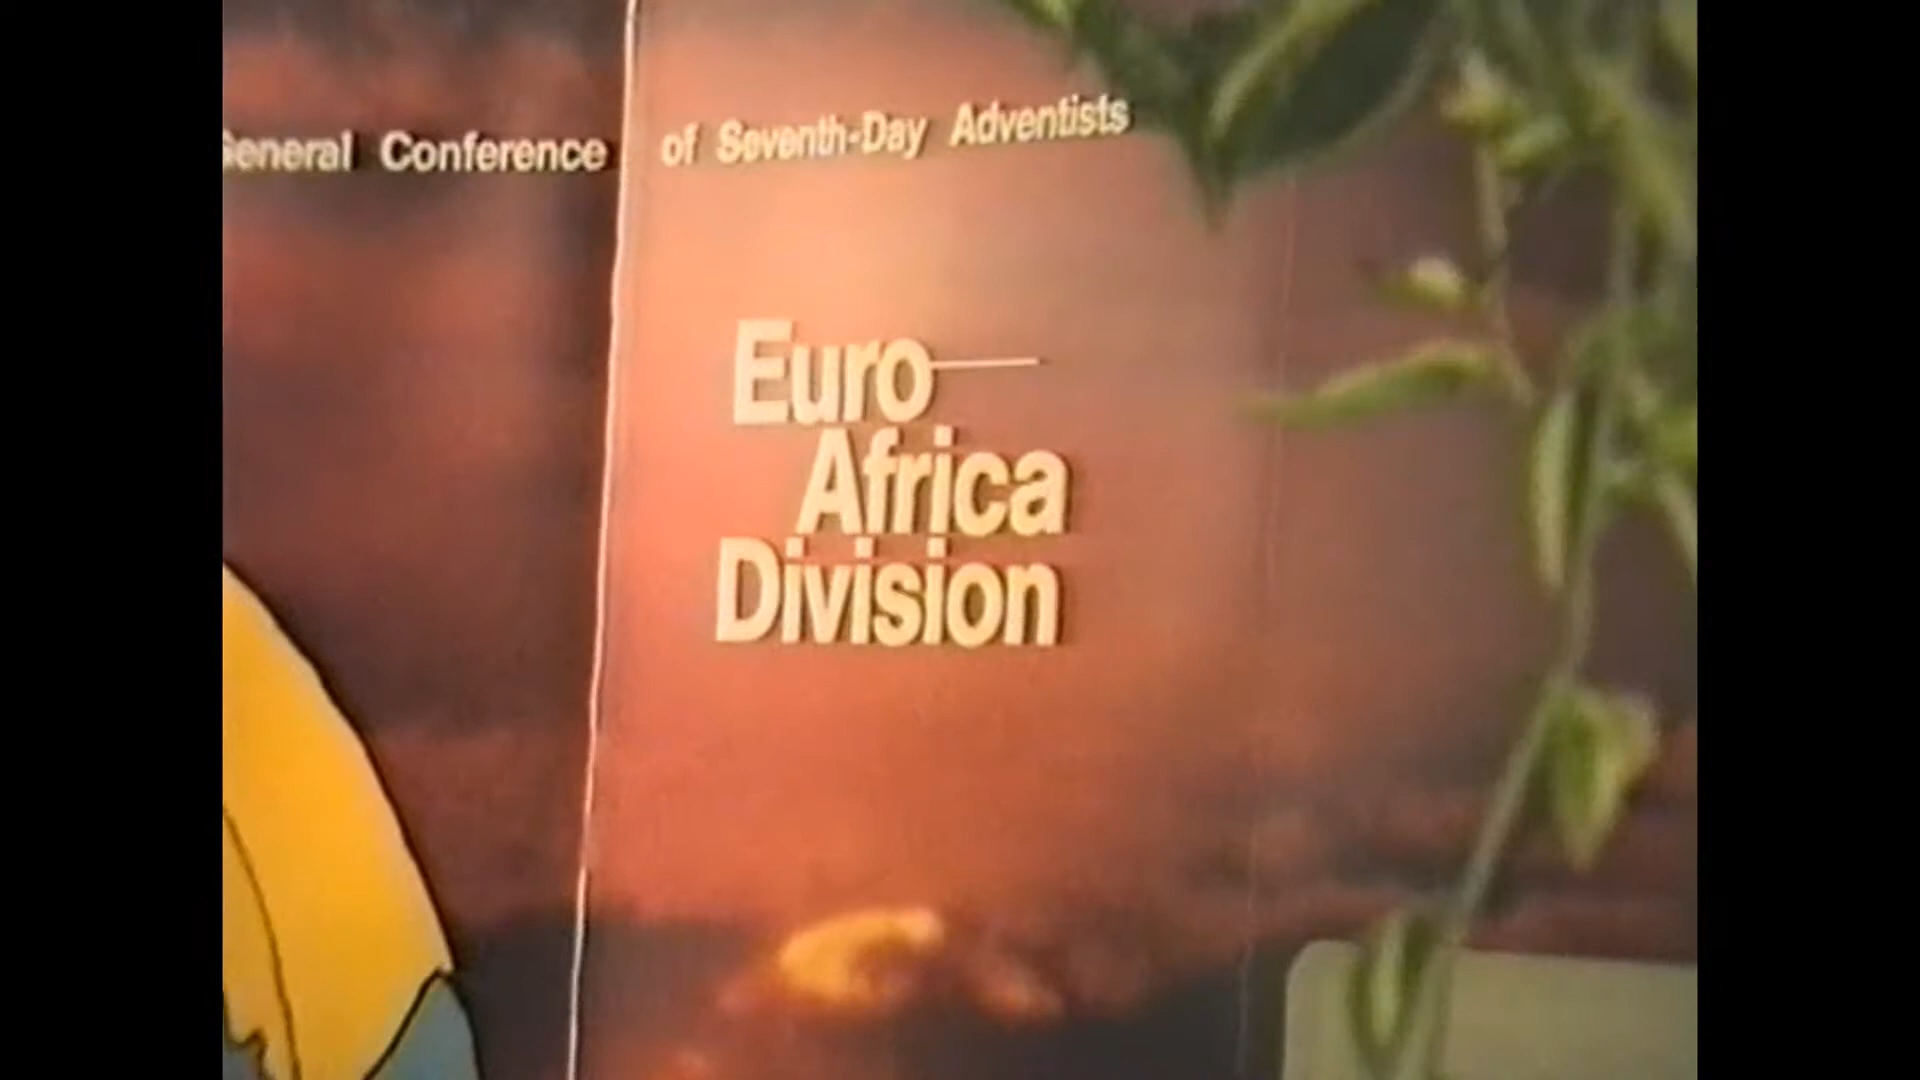 General Conference of Seventh-Day Adventists
Euro—
Africa
Division